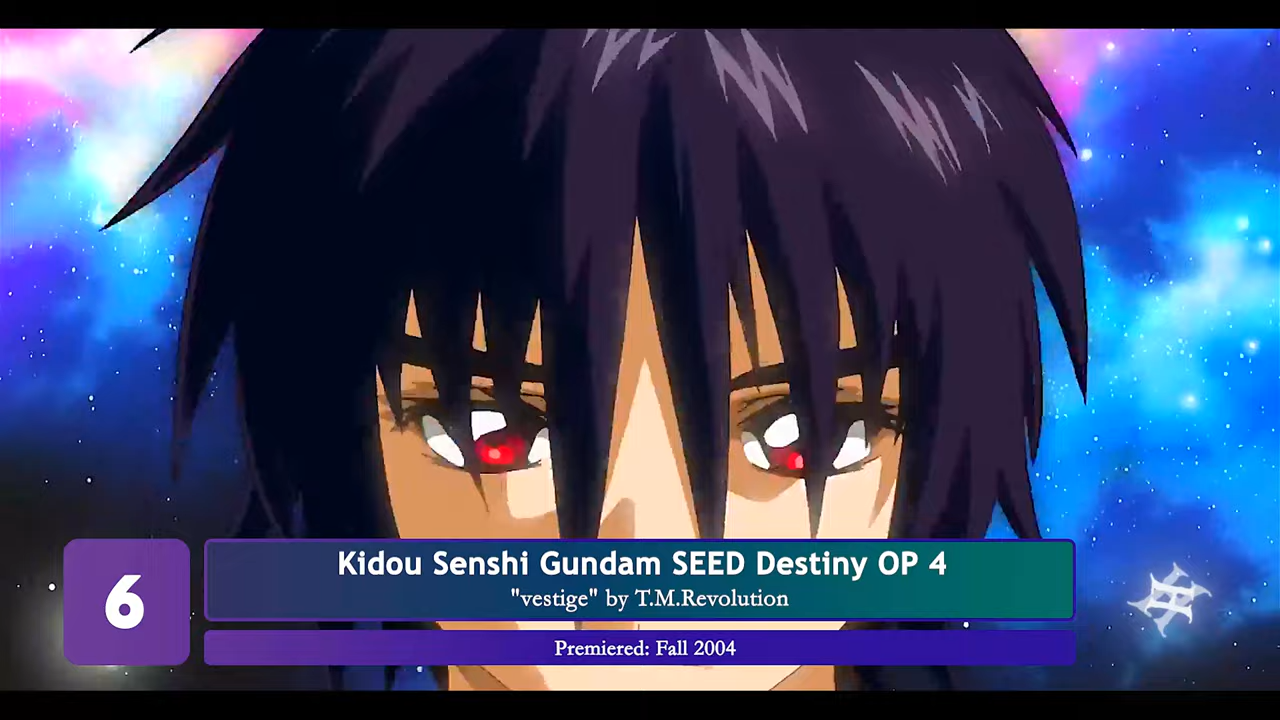 6
Kidou Senshi Gundam SEED Destiny OP 4
"vestige" by T.M.Revolution
Premiered: Fall 2004